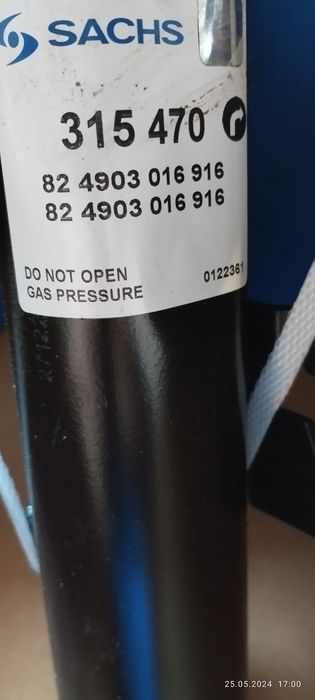 SACHS
315 470
82 4903 016 916
82 4903 016 916
DO NOT OPEN
GAS PRESSURE
0122361
25.05.2024 17:00